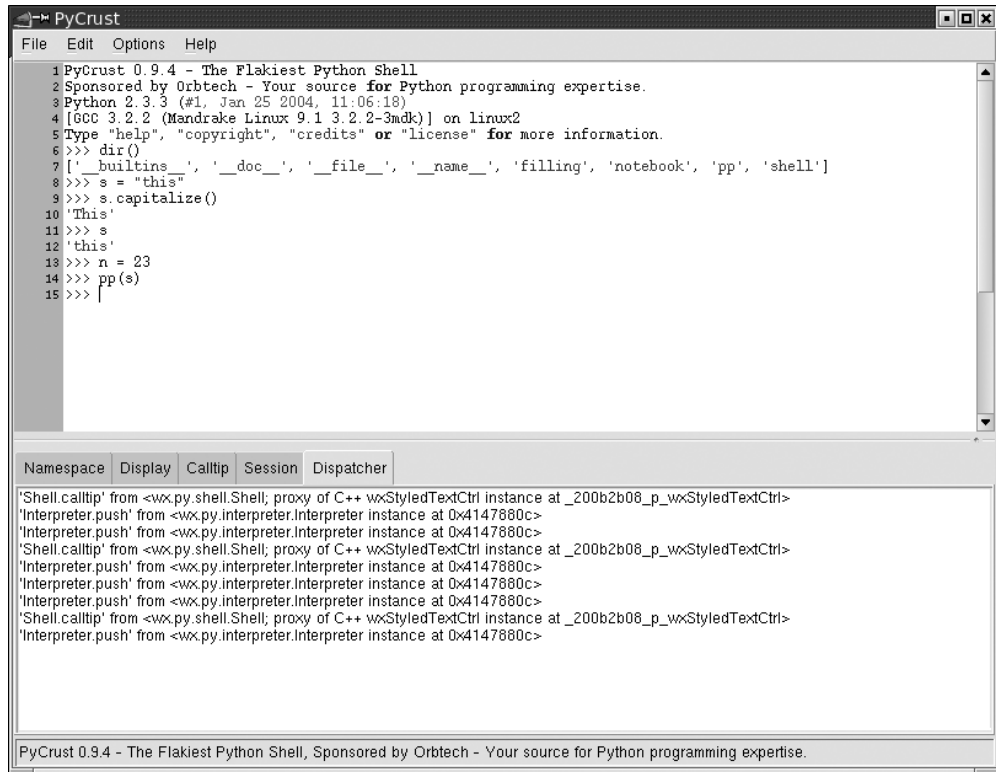 PyCrust
File Edit Options Help
1 PyCrust 0.9.4 - The Flakiest Python Shell
2 Sponsored by Orbtech - Your source for Python programming expertise.
3 Python 2.3.3 (#1, Jan 25 2004, 11:06:18)
4 [GCC 3.2.2 (Mandrake Linux 9.1 3.2.2-3mdk)] on linux2
5 Type "help", "copyright", "credits" or "license" for more information.
6 >>> dir()
7 ['__builtins__', '__doc__', '__file__', '__name__', 'filling', 'notebook', 'pp', 'shell']
8 >>> s = "this"
9 >>> s.capitalize()
10 'This'
11 >>> s
12 'this'
13 >>> n = 23
14 >>> pp(s)
15 >>>
Namespace Display Calltip Session Dispatcher
'Shell.calltip' from <wx.py.shell.Shell; proxy of C++ wxStyledTextCtrl instance at _200b2b08_p_wxStyledTextCtrl>
'Interpreter.push' from <wx.py.interpreter.Interpreter instance at 0x4147880c>
'Interpreter.push' from <wx.py.interpreter.Interpreter instance at 0x4147880c>
'Shell.calltip' from <wx.py.shell.Shell; proxy of C++ wxStyledTextCtrl instance at _200b2b08_p_wxStyledTextCtrl>
'Interpreter.push' from <wx.py.interpreter.Interpreter instance at 0x4147880c>
'Interpreter.push' from <wx.py.interpreter.Interpreter instance at 0x4147880c>
'Interpreter.push' from <wx.py.interpreter.Interpreter instance at 0x4147880c>
'Shell.calltip' from <wx.py.shell.Shell; proxy of C++ wxStyledTextCtrl instance at _200b2b08_p_wxStyledTextCtrl>
'Interpreter.push' from <wx.py.interpreter.Interpreter instance at 0x4147880c>
PyCrust 0.9.4 - The Flakiest Python Shell, Sponsored by Orbtech - Your source for Python programming expertise.